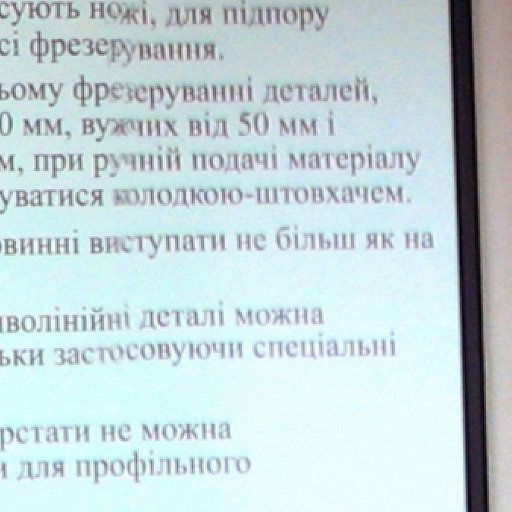 сують ножі, для підпору
сі фрезерування.
ьому фрезеруванні деталей,
0 мм, вужчих від 50 мм і
м, при ручній подачі матеріалу
уватися колодкою-штовхачем.
овинні виступати не більш як на
иволінійні деталі можна
ьки застосовуючи спеціальні
рстати не можна
и для профільного